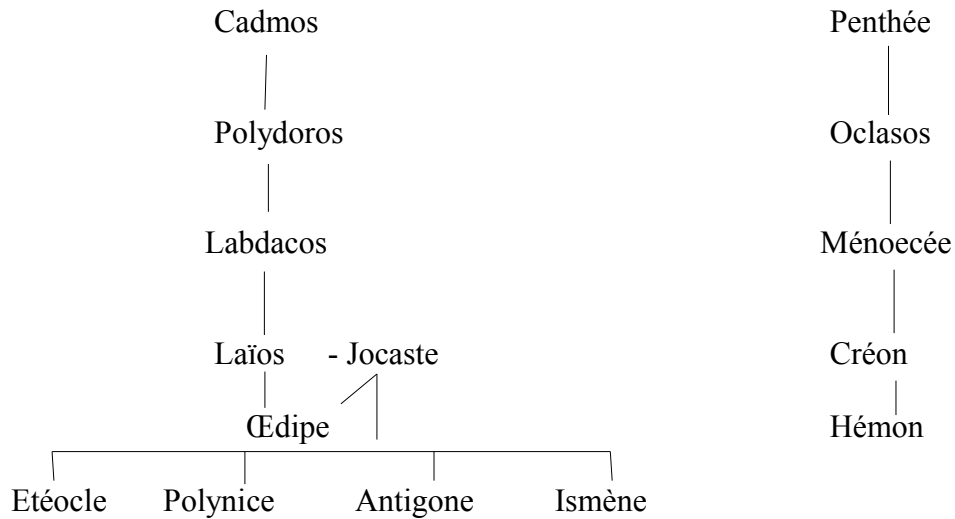 Cadmos Penthée
Polydoros Oclasos
Labdacos Ménoecée
Laïos - Jocaste Créon
Œdipe Hémon
Etéocle Polynice Antigone Ismène